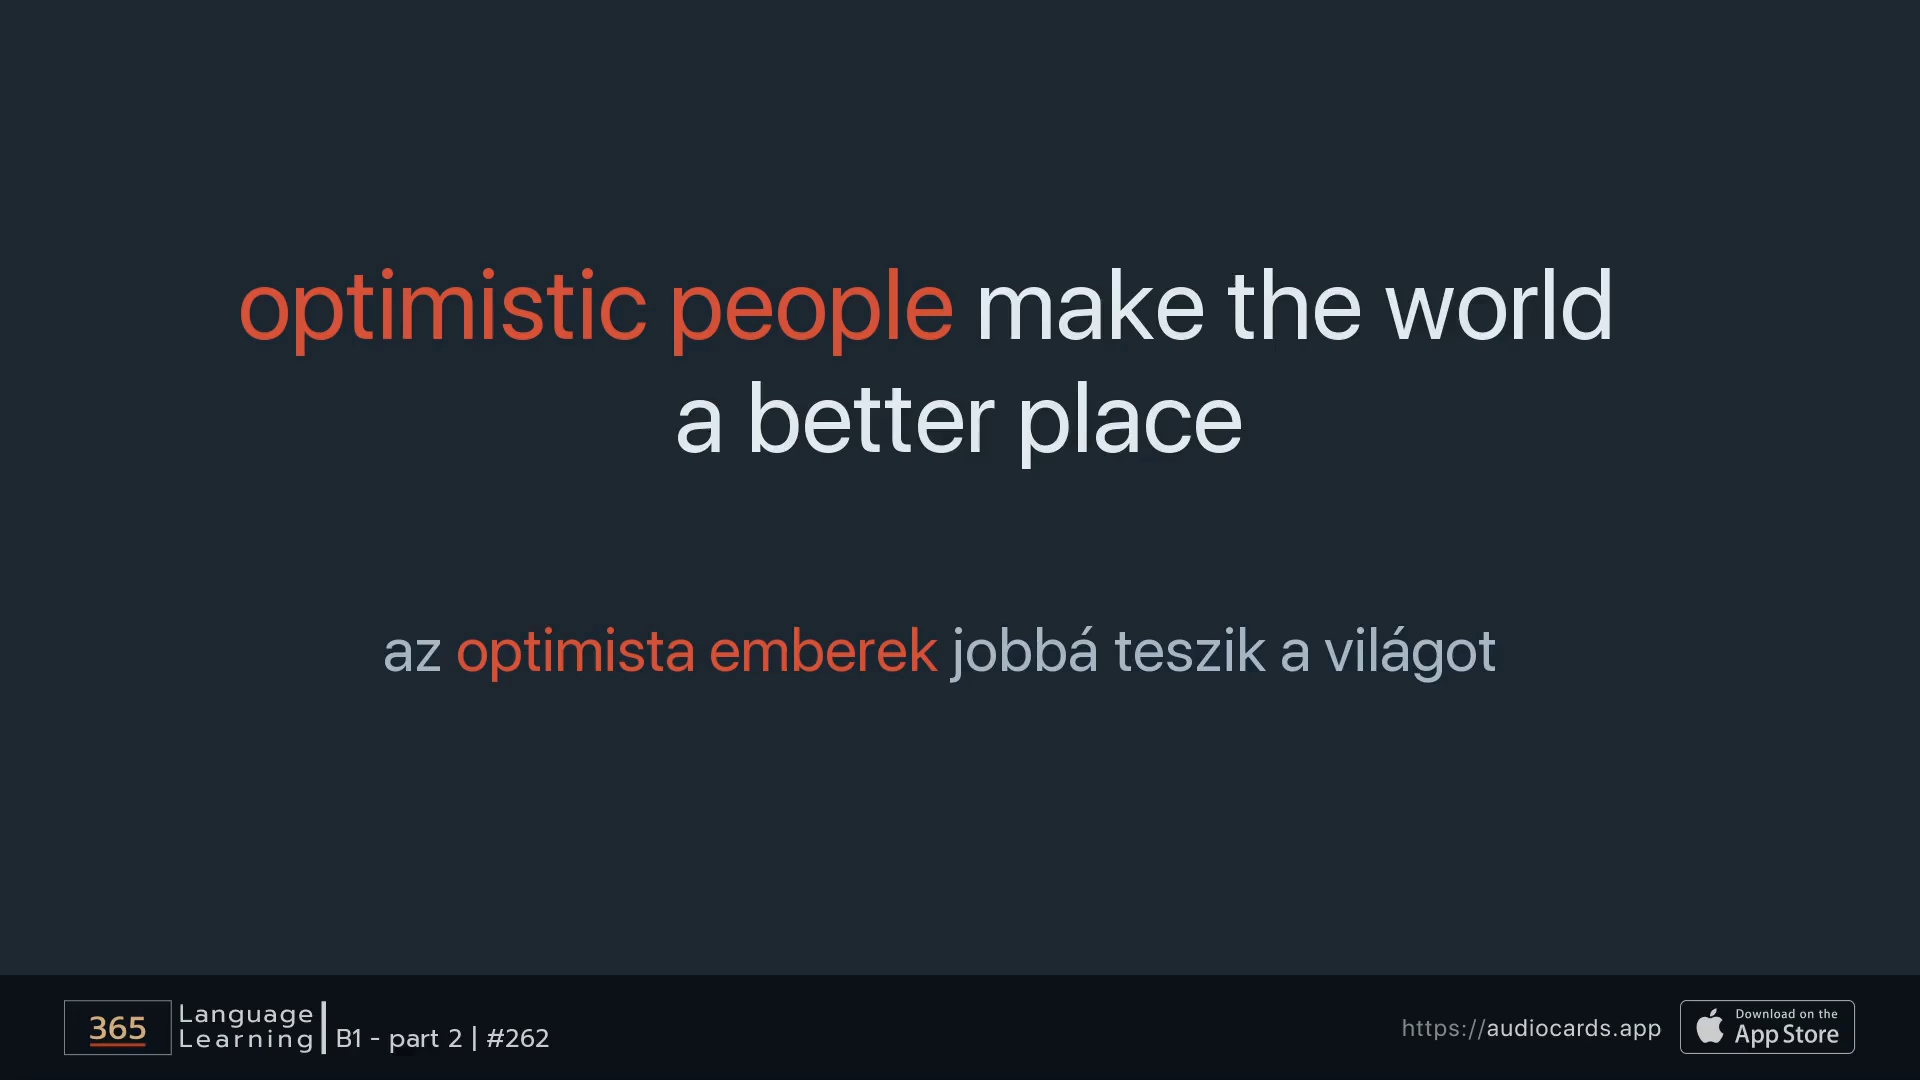 optimistic people make the world
a better place
az optimista emberek jobbá teszik a világot
365
Language
Learning
B1 - part 2 | #262
https://audiocards.app
Download on the
App Store